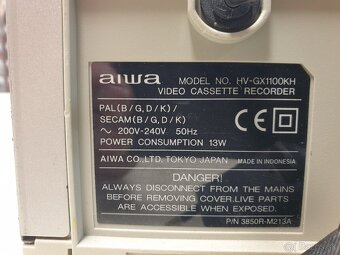 aiwa
MODEL NO. HV-GX1100KH
VIDEO CASSETTE RECORDER
PAL(B/G,D/K)/
SECAM(B/G,D/K)
~ 200V-240V 50Hz
POWER CONSUMPTION 13W
CE
AIWA CO.,LTD. TOKYO JAPAN MADE IN INDONESIA
DANGER!
ALWAYS DISCONNECT FROM THE MAINS
BEFORE REMOVING COVER.LIVE PARTS
ARE ACCESSIBLE WHEN EXPOSED.
P/N 3850R-M213A